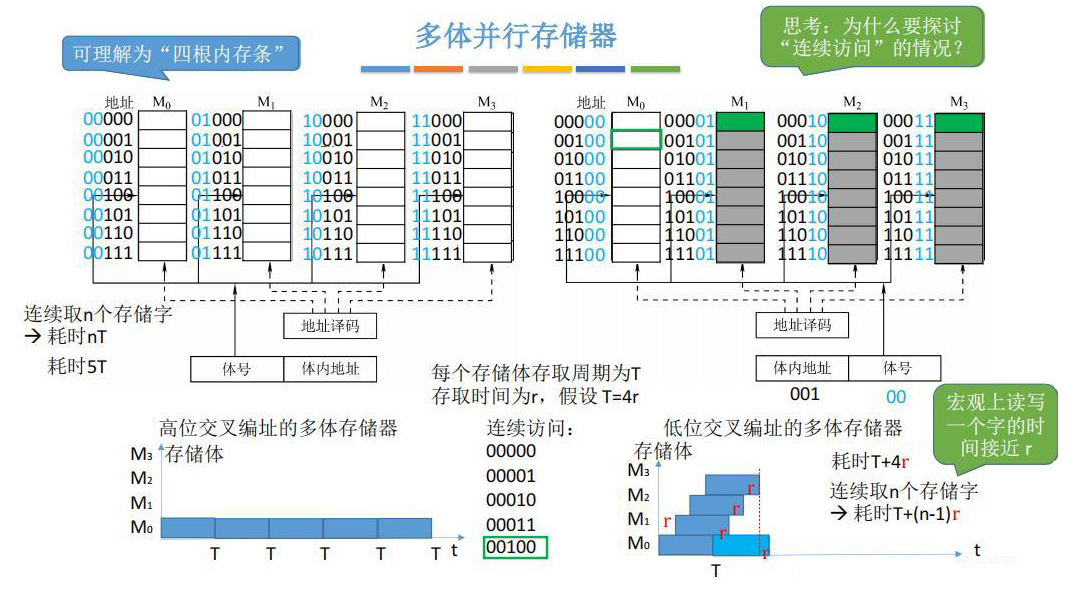 多体并行存储器
可理解为“四根内存条”
思考：为什么要探讨
“连续访问”的情况？
地址 M₀ M₁ M₂ M₃
00000 01000 10000 11000
00001 01001 10001 11001
00010 01010 10010 11010
00011 01011 10011 11011
00100 01100 10100 11100
00101 01101 10101 11101
00110 01110 10110 11110
00111 01111 10111 11111
地址译码
体号 体内地址
连续取n个存储字
→ 耗时nT
耗时5T
地址 M₀ M₁ M₂ M₃
00000 00001 00010 00011
00100 00101 00110 00111
01000 01001 01010 01011
01100 01101 01110 01111
10000 10001 10010 10011
10100 10101 10110 10111
11000 11001 11010 11011
11100 11101 11110 11111
地址译码
体内地址 体号
001 00
每个存储体存取周期为T
存取时间为r，假设 T=4r
高位交叉编址的多体存储器
存储体
M₃
M₂
M₁
M₀
T T T T T t
连续访问：
00000
00001
00010
00011
00100
低位交叉编址的多体存储器
存储体
M₃
M₂
M₁
M₀
r
r
r
r
r
T
t
耗时T+4r
连续取n个存储字
→ 耗时T+(n-1)r
宏观上读写
一个字的时
间接近 r